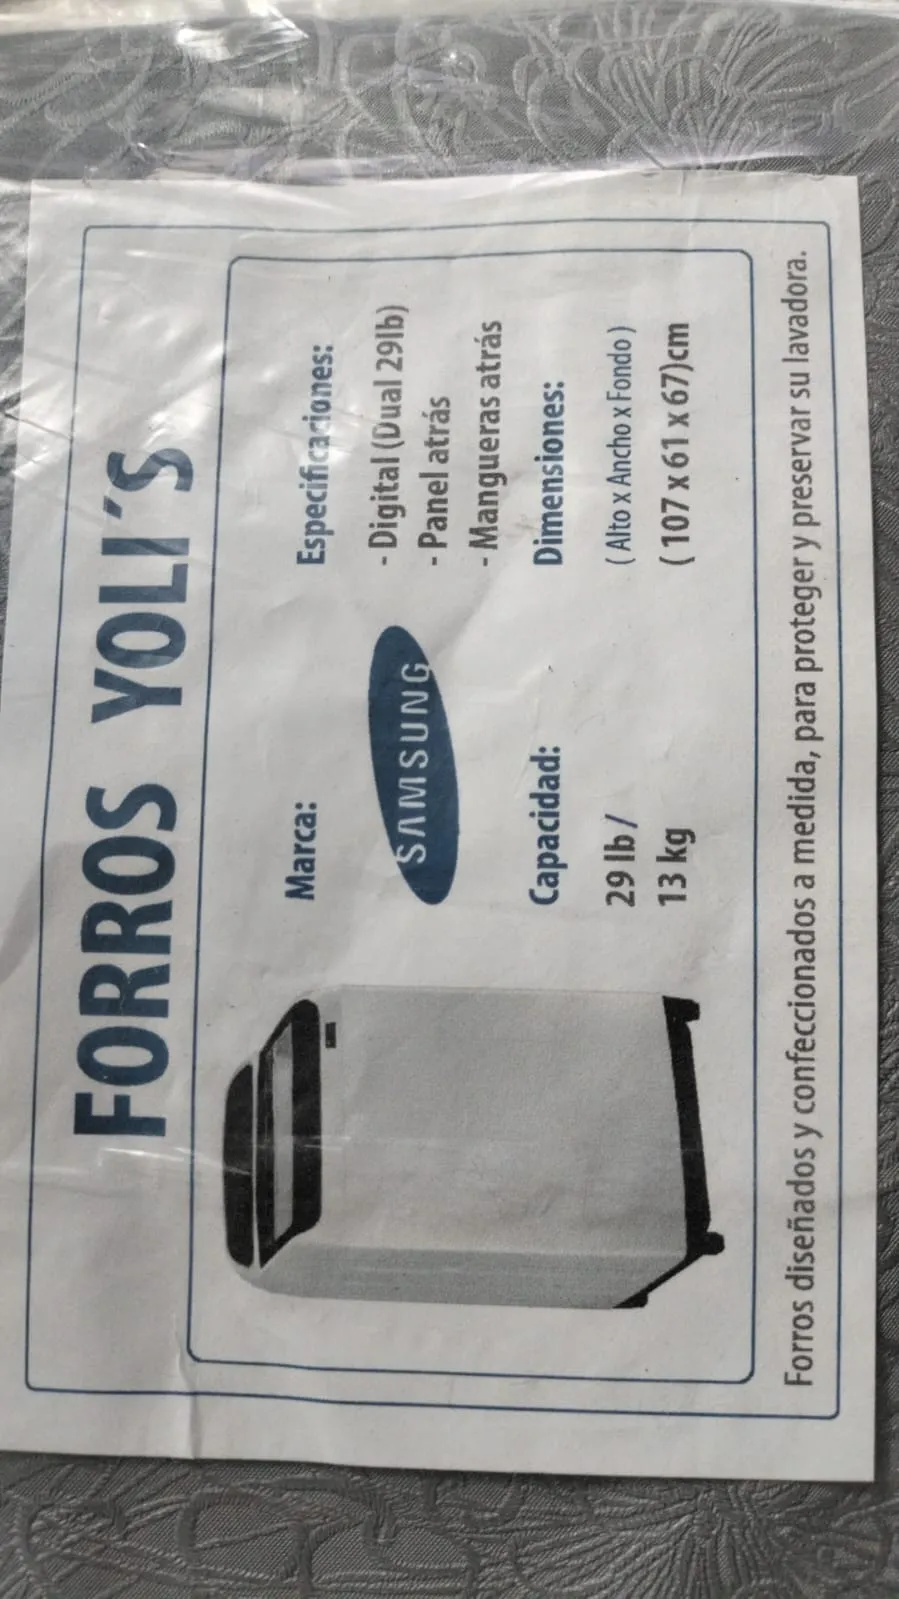 FORROS YOLI´S
Marca:
SAMSUNG
Capacidad:
29 lb /
13 kg
Especificaciones:
- Digital (Dual 29lb)
- Panel atrás
- Mangueras atrás
Dimensiones:
( Alto x Ancho x Fondo )
( 107 x 61 x 67)cm
Forros diseñados y confeccionados a medida, para proteger y preservar su lavadora.